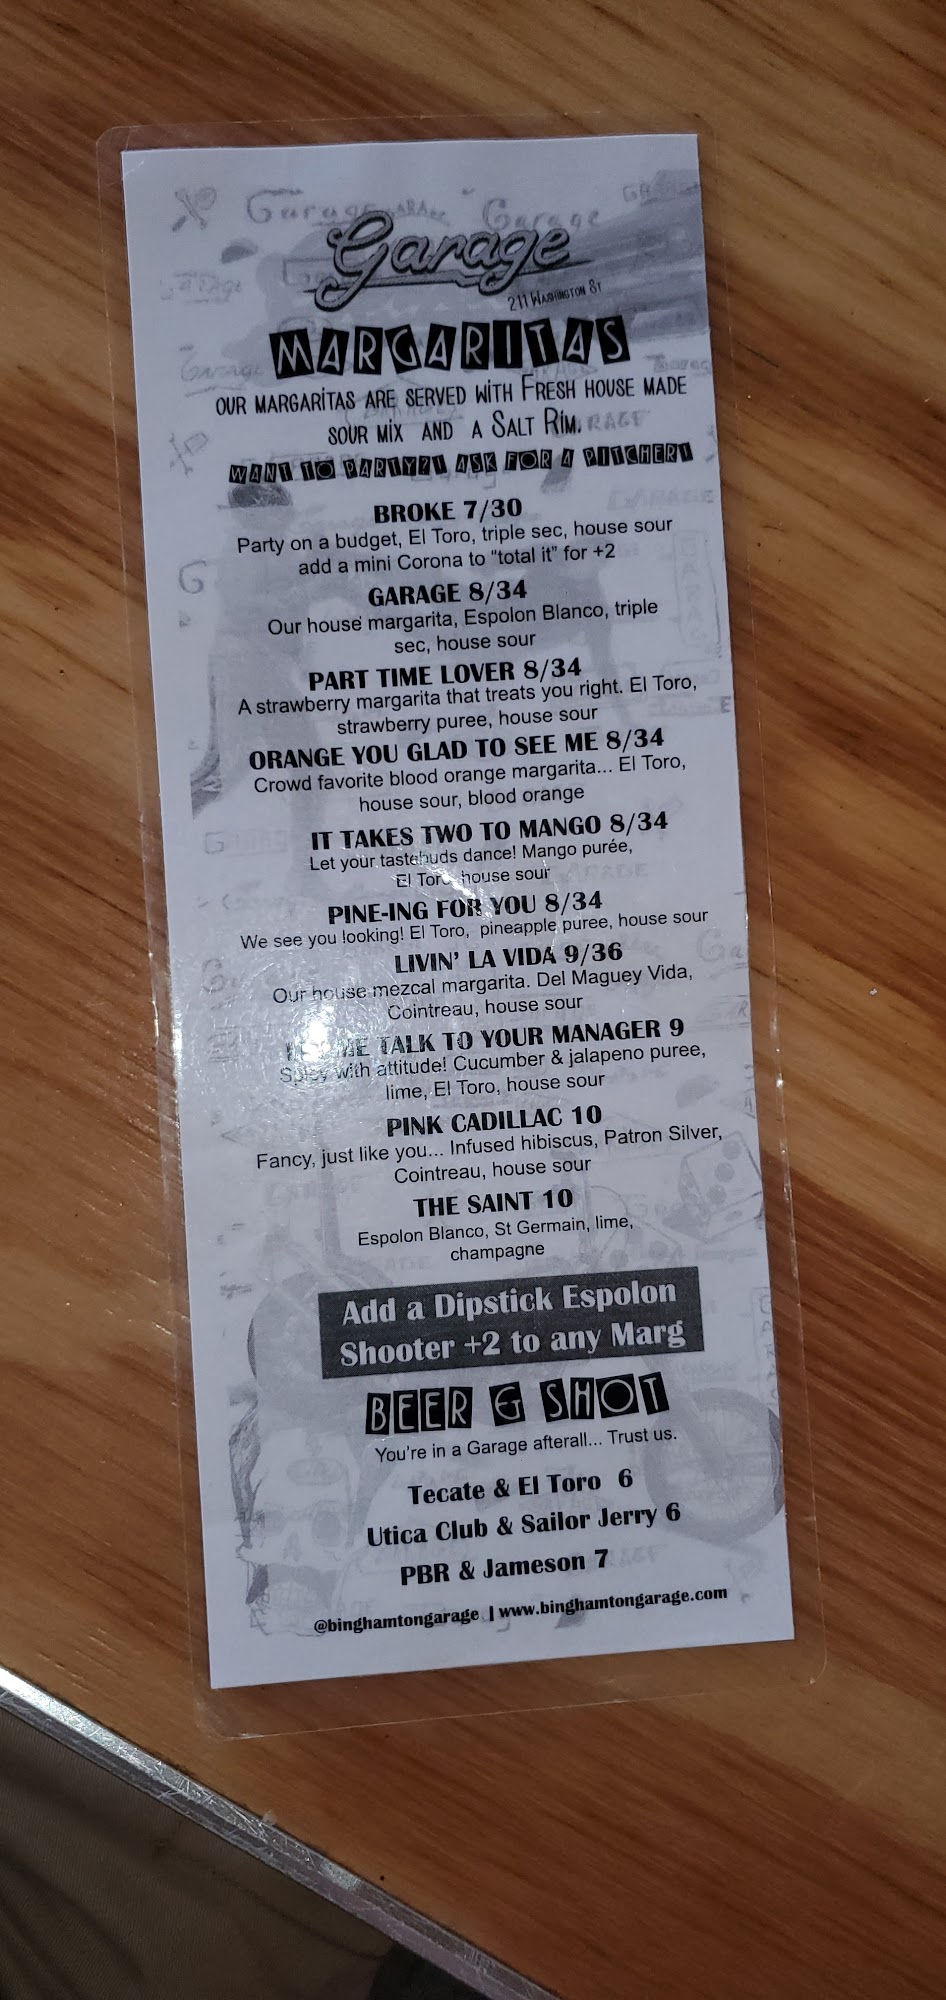 Garage
211 Washington St
MARGARITAS
OUR MARGARITAS ARE SERVED WITH FRESH HOUSE MADE
SOUR MIX AND A SALT RIM.
WANT TO PARTY?! ASK FOR A PITCHER!
BROKE 7/30
Party on a budget, El Toro, triple sec, house sour
add a mini Corona to "total it" for +2
GARAGE 8/34
Our house margarita, Espolon Blanco, triple
sec, house sour
PART TIME LOVER 8/34
A strawberry margarita that treats you right. El Toro,
strawberry puree, house sour
ORANGE YOU GLAD TO SEE ME 8/34
Crowd favorite blood orange margarita... El Toro,
house sour, blood orange
IT TAKES TWO TO MANGO 8/34
Let your tastebuds dance! Mango purée,
El Toro, house sour
PINE-ING FOR YOU 8/34
We see you looking! El Toro, pineapple puree, house sour
LIVIN' LA VIDA 9/36
Our house mezcal margarita. Del Maguey Vida,
Cointreau, house sour
ME TALK TO YOUR MANAGER 9
Spicy with attitude! Cucumber & jalapeno puree,
lime, El Toro, house sour
PINK CADILLAC 10
Fancy, just like you... Infused hibiscus, Patron Silver,
Cointreau, house sour
THE SAINT 10
Espolon Blanco, St Germain, lime,
champagne
Add a Dipstick Espolon
Shooter +2 to any Marg
BEER & SHOT
You're in a Garage afterall... Trust us.
Tecate & El Toro 6
Utica Club & Sailor Jerry 6
PBR & Jameson 7
@binghamtongarage | www.binghamtongarage.com